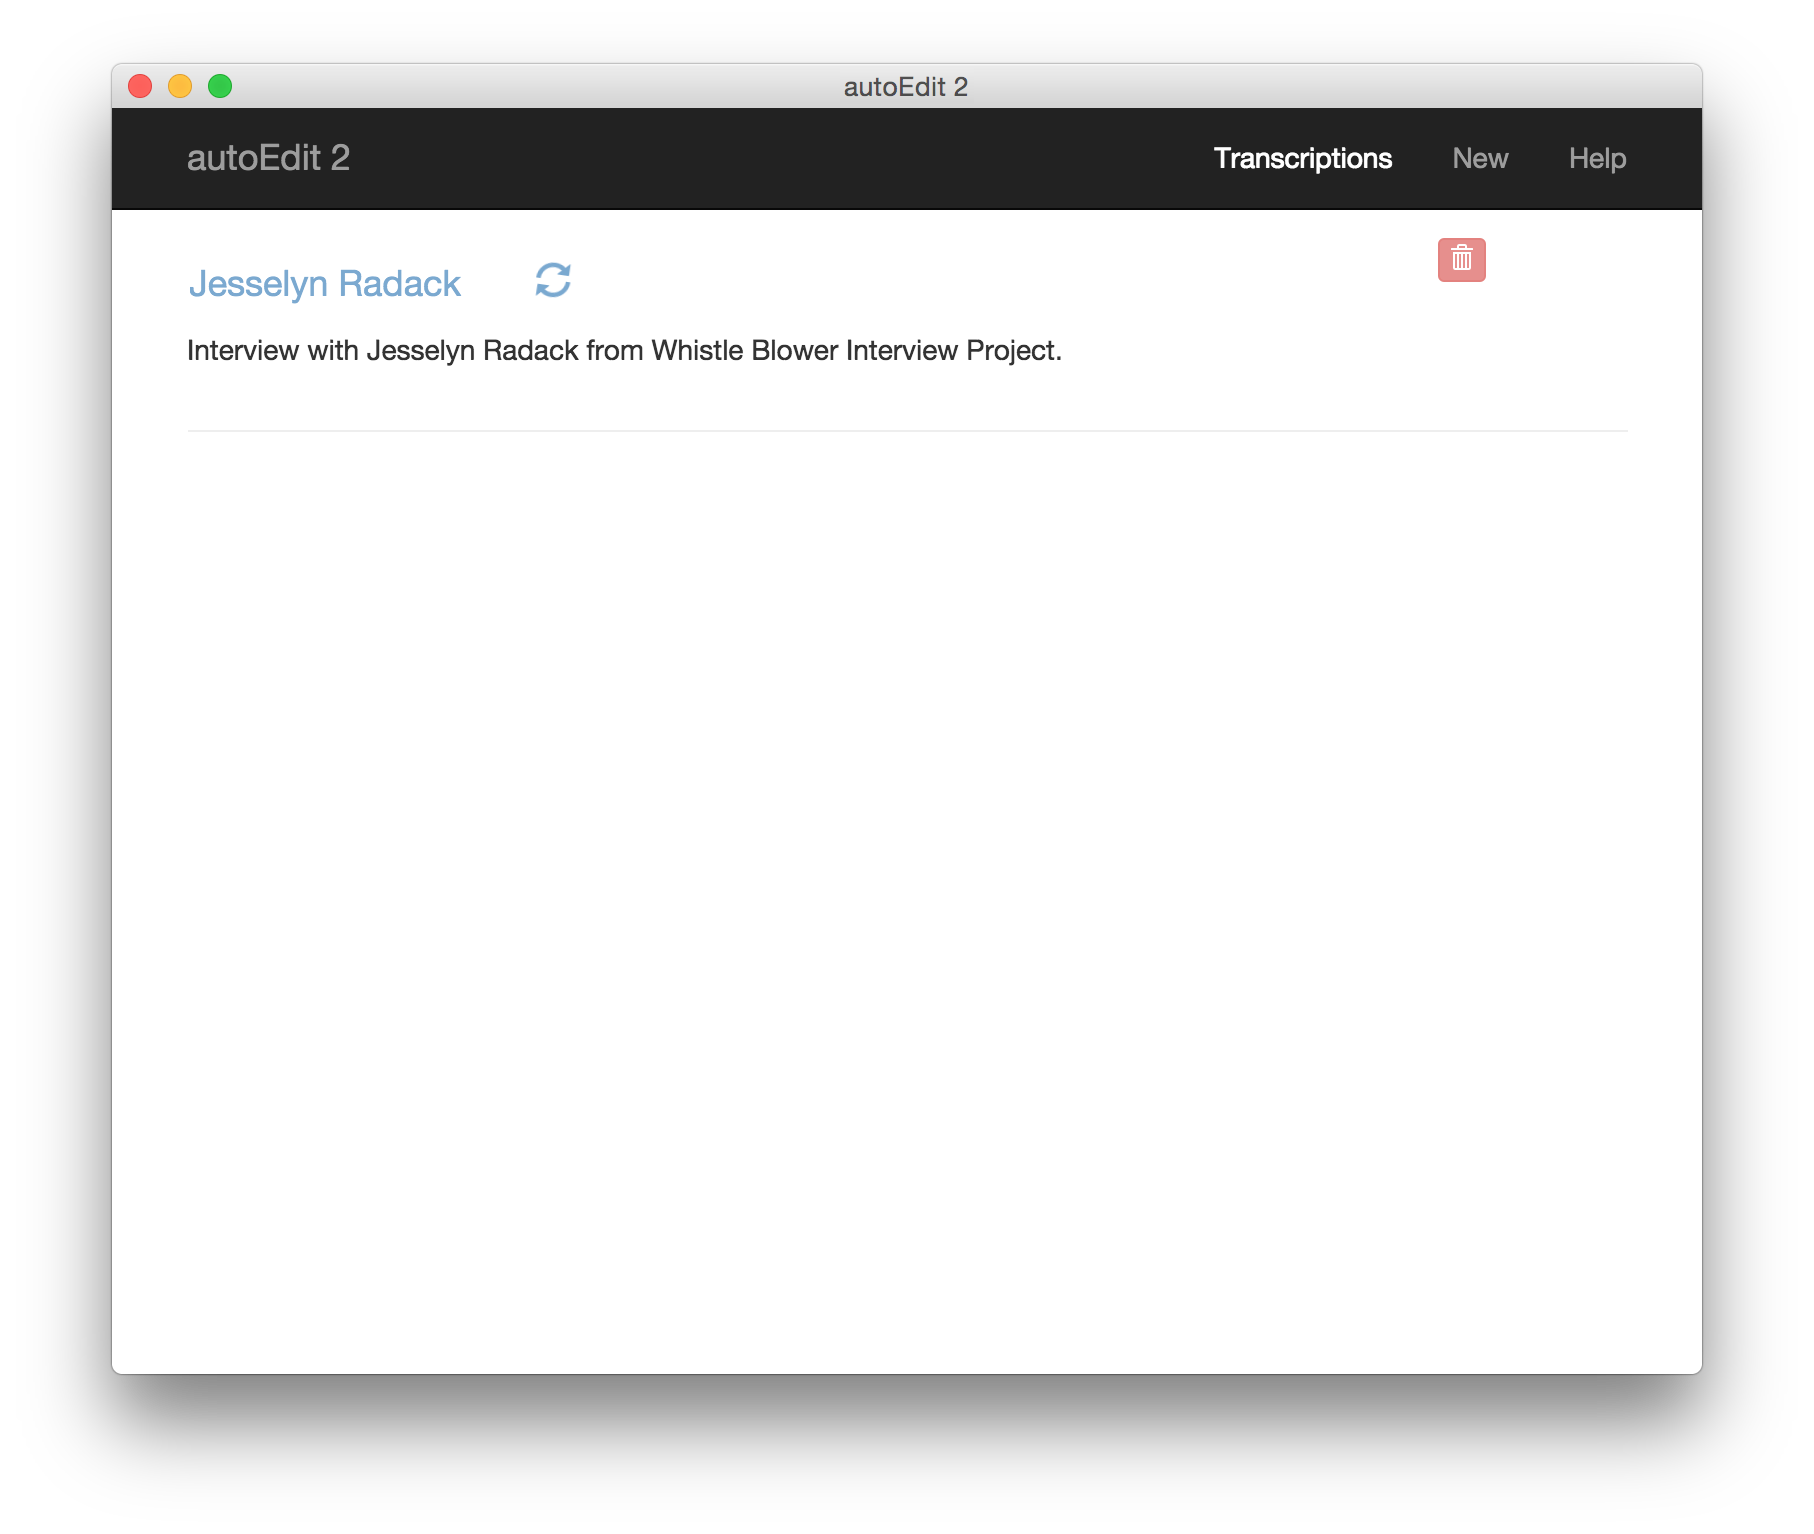 autoEdit 2
autoEdit 2 Transcriptions New Help
Jesselyn Radack
Interview with Jesselyn Radack from Whistle Blower Interview Project.